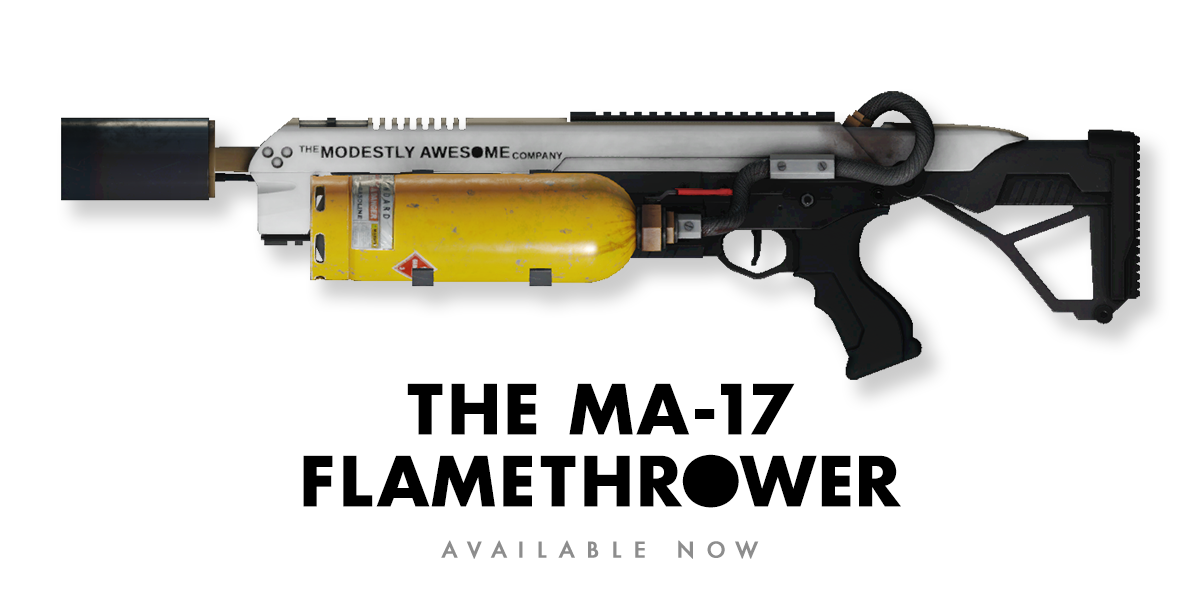 THE MODESTLY AWESOME COMPANY
THE MA-17
FLAMETHROWER
AVAILABLE NOW